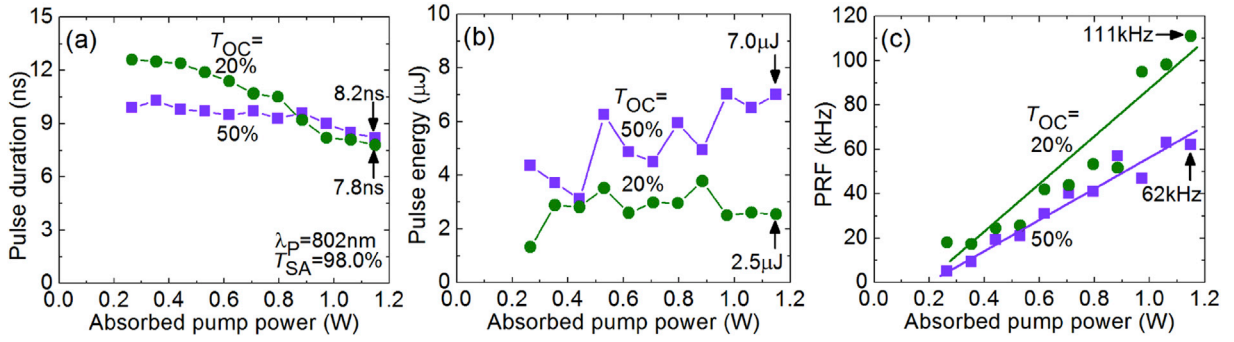 (a)
T_OC=
20%
50%
8.2ns
7.8ns
λ_P=802nm
T_SA=98.0%
Pulse duration (ns)
15
12
9
6
3
0
0.0 0.2 0.4 0.6 0.8 1.0 1.2
Absorbed pump power (W)
(b)
7.0μJ
T_OC=
50%
20%
2.5μJ
Pulse energy (μJ)
10
8
6
4
2
0
0.0 0.2 0.4 0.6 0.8 1.0 1.2
Absorbed pump power (W)
(c)
111kHz
T_OC=
20%
62kHz
50%
PRF (kHz)
120
100
80
60
40
20
0
0.0 0.2 0.4 0.6 0.8 1.0 1.2
Absorbed pump power (W)